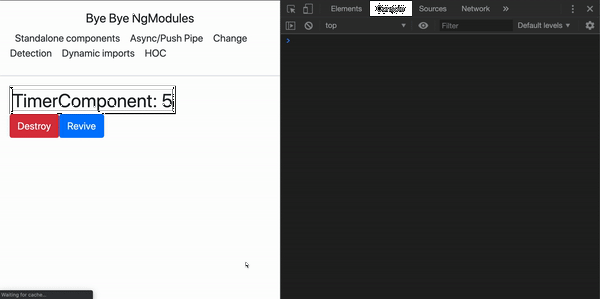 Bye Bye NgModules
Standalone components Async/Push Pipe Change
Detection Dynamic imports HOC
TimerComponent: 5
Destroy Revive
Waiting for cache...
Elements Sources Network
top Filter Default levels